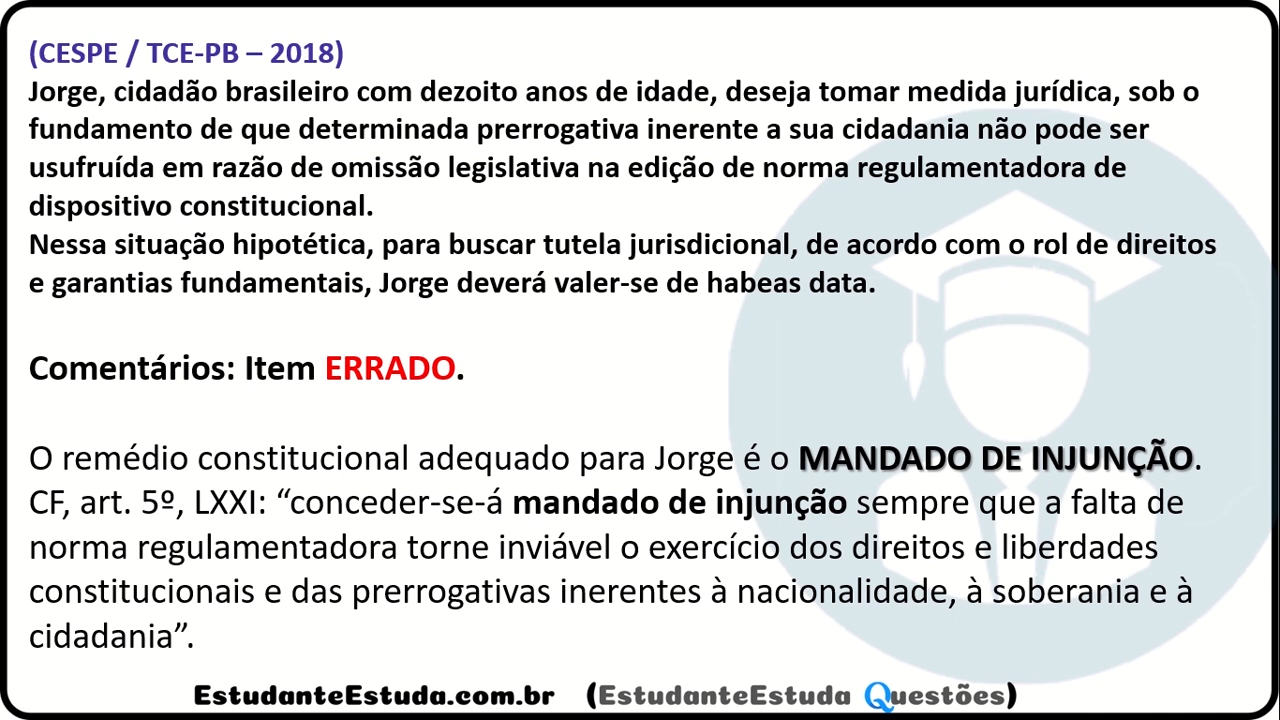 (CESPE / TCE-PB – 2018)
Jorge, cidadão brasileiro com dezoito anos de idade, deseja tomar medida jurídica, sob o
fundamento de que determinada prerrogativa inerente a sua cidadania não pode ser
usufruída em razão de omissão legislativa na edição de norma regulamentadora de
dispositivo constitucional.
Nessa situação hipotética, para buscar tutela jurisdicional, de acordo com o rol de direitos
e garantias fundamentais, Jorge deverá valer-se de habeas data.
Comentários: Item ERRADO.
O remédio constitucional adequado para Jorge é o MANDADO DE INJUNÇÃO.
CF, art. 5º, LXXI: “conceder-se-á mandado de injunção sempre que a falta de
norma regulamentadora torne inviável o exercício dos direitos e liberdades
constitucionais e das prerrogativas inerentes à nacionalidade, à soberania e à
cidadania”.
EstudanteEstuda.com.br (EstudanteEstuda Questões)